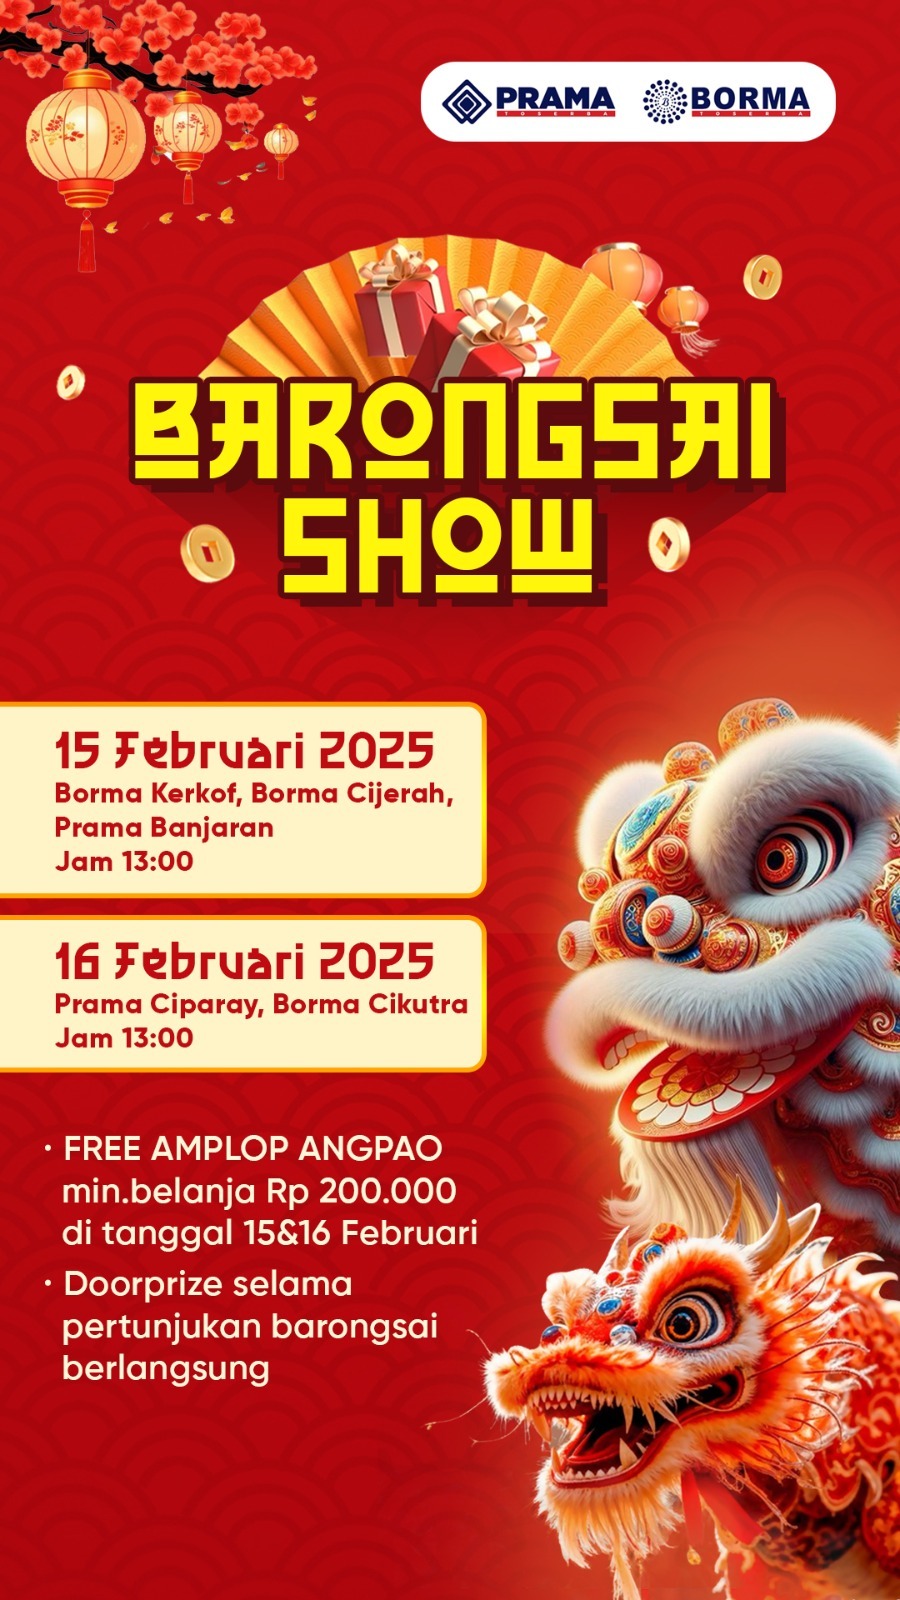 PRAMA
TOSERBA
BORMA
TOSERBA
BARONGSAI
SHOW
15 Februari 2025
Borma Kerkof, Borma Cijerah,
Prama Banjaran
Jam 13:00
16 Februari 2025
Prama Ciparay, Borma Cikutra
Jam 13:00
· FREE AMPLOP ANGPAO
min.belanja Rp 200.000
di tanggal 15&16 Februari
· Doorprize selama
pertunjukan barongsai
berlangsung